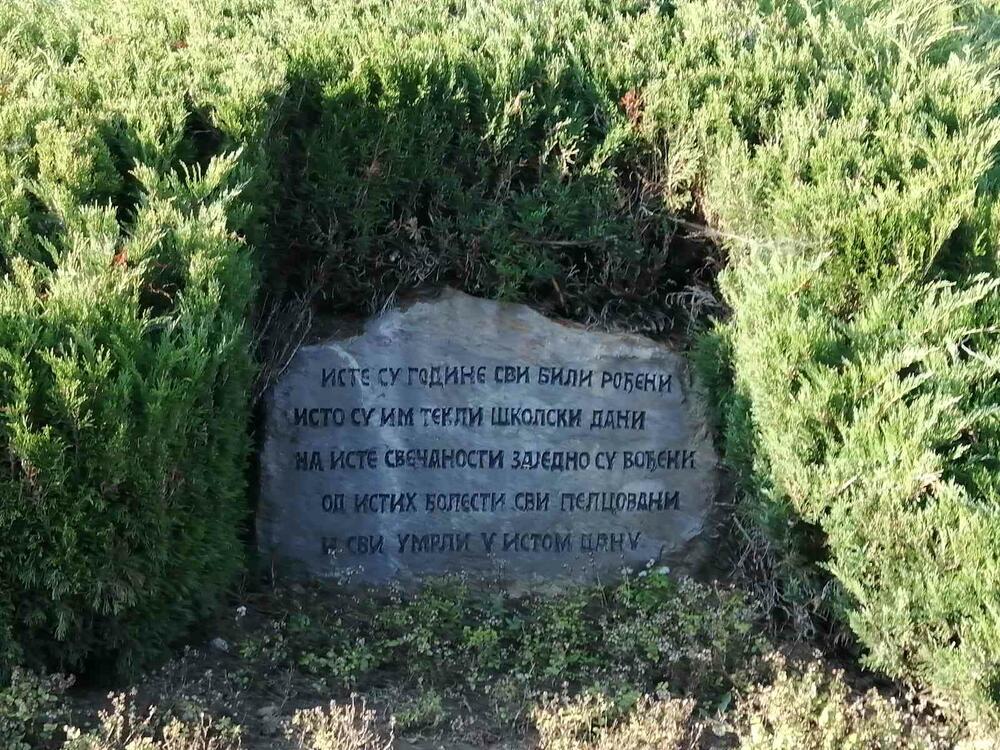 ИСТЕ СУ ГОДИНЕ СВИ БИЛИ РОЂЕНИ
ИСТО СУ ИМ ТЕКЛИ ШКОЛСКИ ДАНИ
НА ИСТЕ СВЕЧАНОСТИ ЗАЈЕДНО СУ ВОЂЕНИ
ОД ИСТИХ БОЛЕСТИ СВИ ПЕЛЦОВАНИ
И СВИ УМРЛИ У ИСТОМ ДАНУ